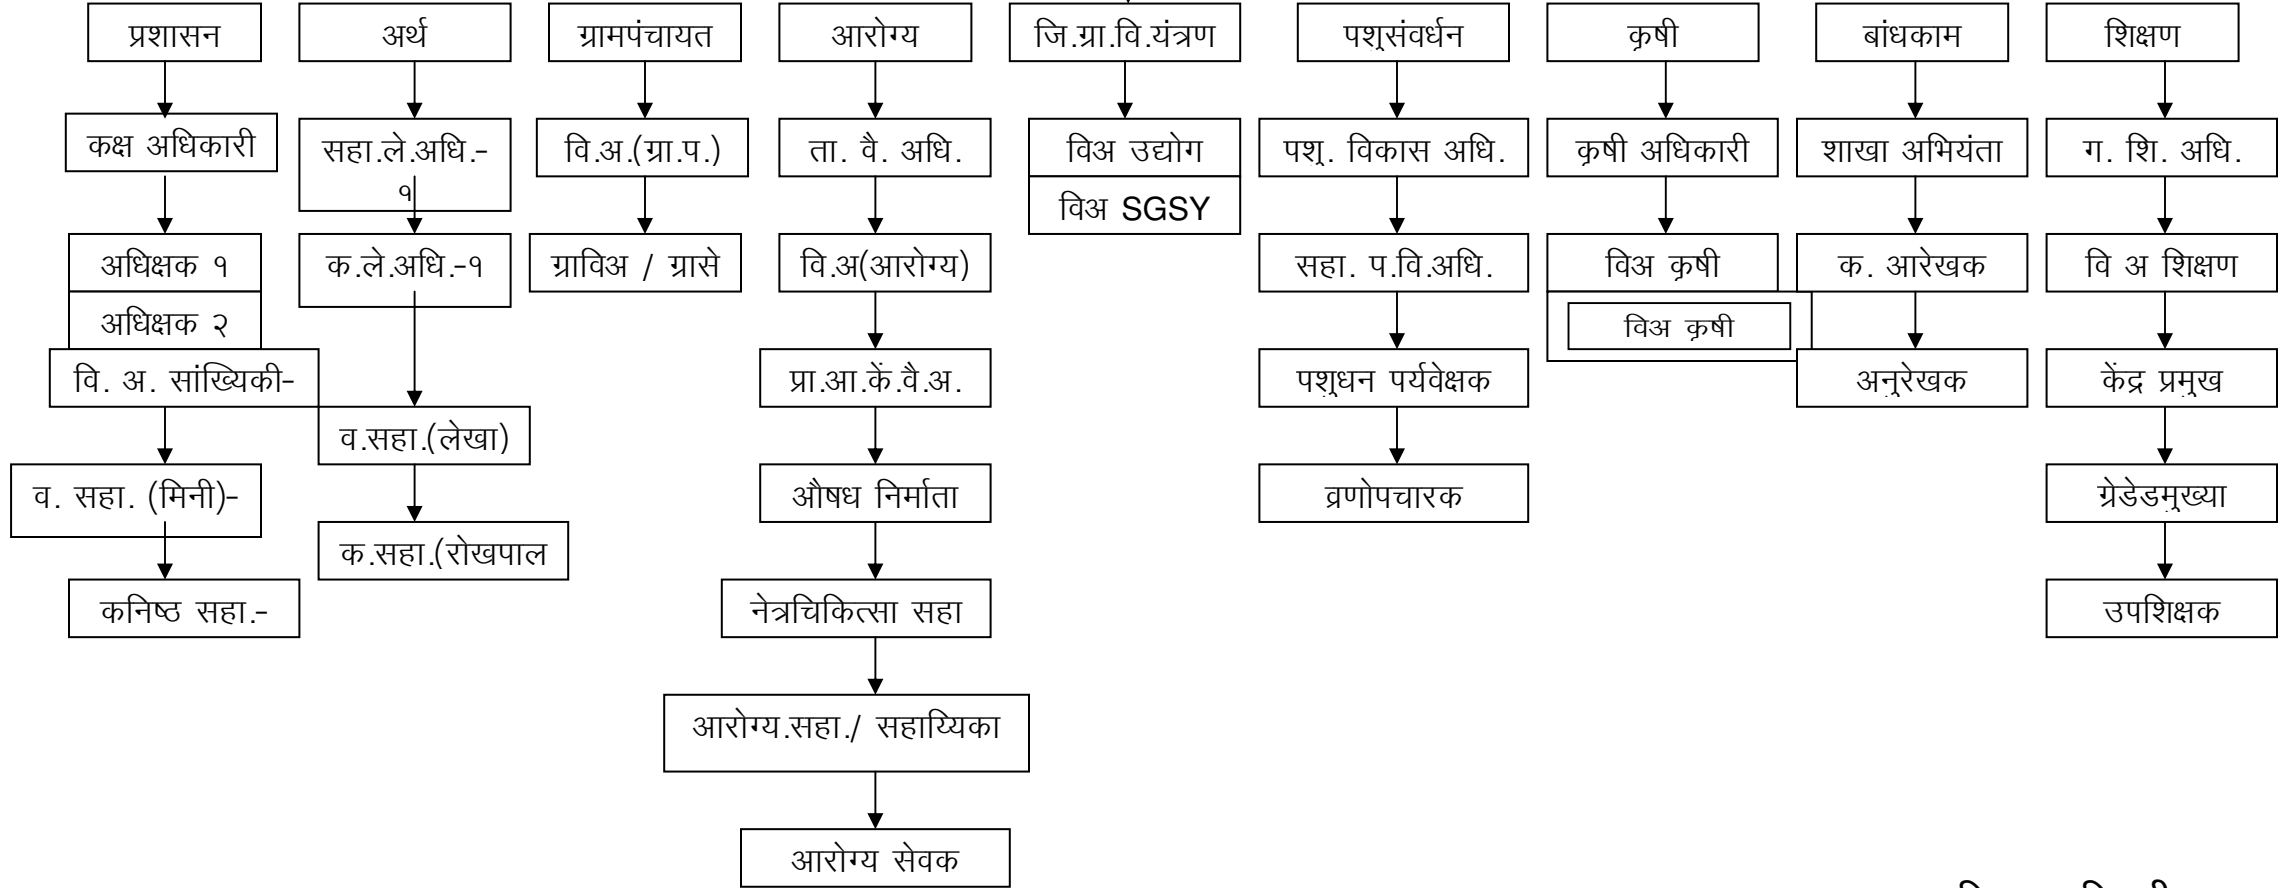 प्रशासन
कक्ष अधिकारी
अधिक्षक १
अधिक्षक २
वि. अ. सांख्यिकी-
व. सहा. (मिनी)-
कनिष्ठ सहा.-
अर्थ
सहा.ले.अधि.-
१
क.ले.अधि.-१
व.सहा.(लेखा)
क.सहा.(रोखपाल
ग्रामपंचायत
वि.अ.(ग्रा.प.)
ग्राविअ / ग्रासे
आरोग्य
ता. वै. अधि.
वि.अ(आरोग्य)
प्रा.आ.कें.वै.अ.
औषध निर्माता
नेत्रचिकित्सा सहा
आरोग्य.सहा./ सहाय्यिका
आरोग्य सेवक
जि.ग्रा.वि.यंत्रण
विअ उद्योग
विअ SGSY
पशुसंवर्धन
पशु. विकास अधि.
सहा. प.वि.अधि.
पशुधन पर्यवेक्षक
व्रणोपचारक
कृषी
कृषी अधिकारी
विअ कृषी
विअ कृषी
बांधकाम
शाखा अभियंता
क. आरेखक
अनुरेखक
शिक्षण
ग. शि. अधि.
वि अ शिक्षण
केंद्र प्रमुख
ग्रेडेडमुख्या
उपशिक्षक